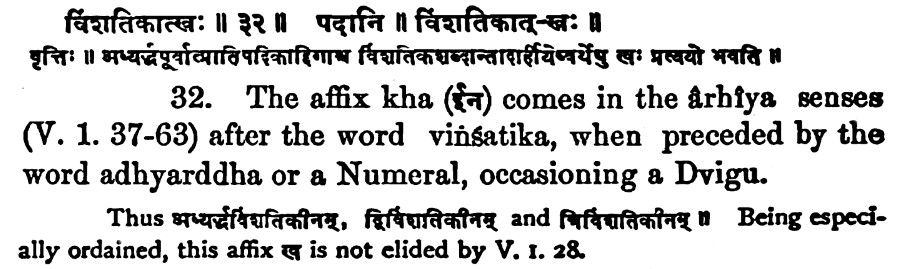 विंशतिकात्खः ॥ ३२ ॥ पदानि ॥ विंशतिकात्-खः ॥
वृत्तिः ॥ अध्यर्द्धपूर्वात्प्रातिपदिकाद्द्विगोश्च विंशतिकशब्दान्तादार्हीयेष्वर्थेषु खः प्रत्ययो भवति ॥
32. The affix kha (ईन) comes in the ârhîya senses
(V. 1. 37-63) after the word viṅśatika, when preceded by the
word adhyarddha or a Numeral, occasioning a Dvigu.
Thus अध्यर्द्धविंशतिकीनम्, द्विविंशतिकीनम् and त्रिविंशतिकीनम् ॥ Being especi-
ally ordained, this affix ख is not elided by V. 1. 28.